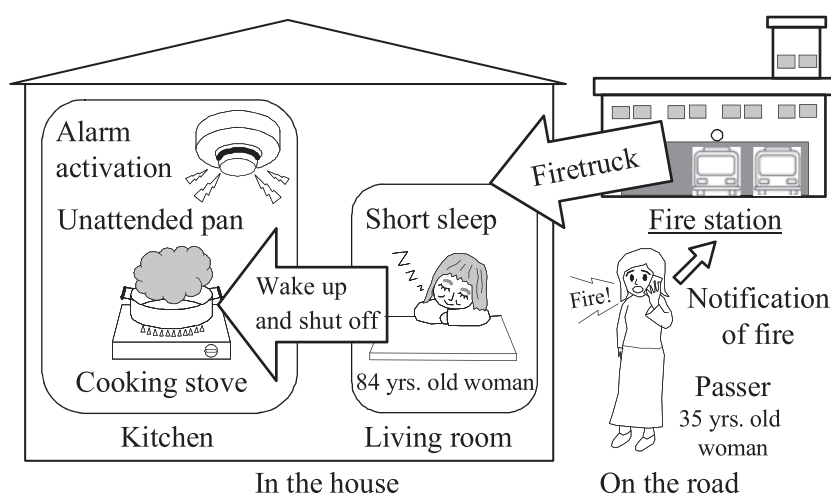 Alarm
activation
Unattended pan
Cooking stove
Kitchen
Wake up
and shut off
Short sleep
84 yrs. old woman
Living room
In the house
Firetruck
Fire station
Fire!
Notification
of fire
Passer
35 yrs. old
woman
On the road